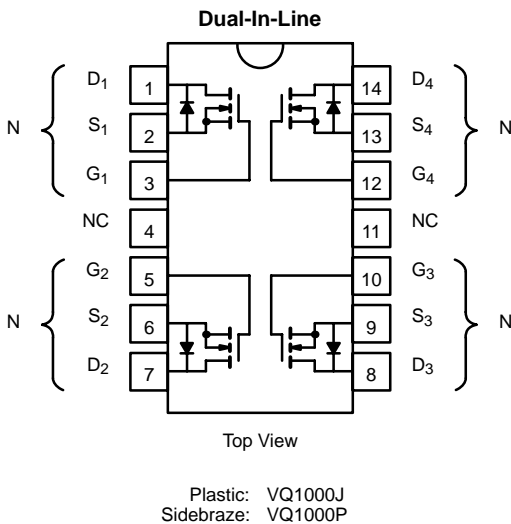 Dual-In-Line
D1 1 14 D4
N S1 2 13 S4 N
G1 3 12 G4
NC 4 11 NC
G2 5 10 G3
N S2 6 9 S3 N
D2 7 8 D3
Top View
Plastic: VQ1000J
Sidebraze: VQ1000P